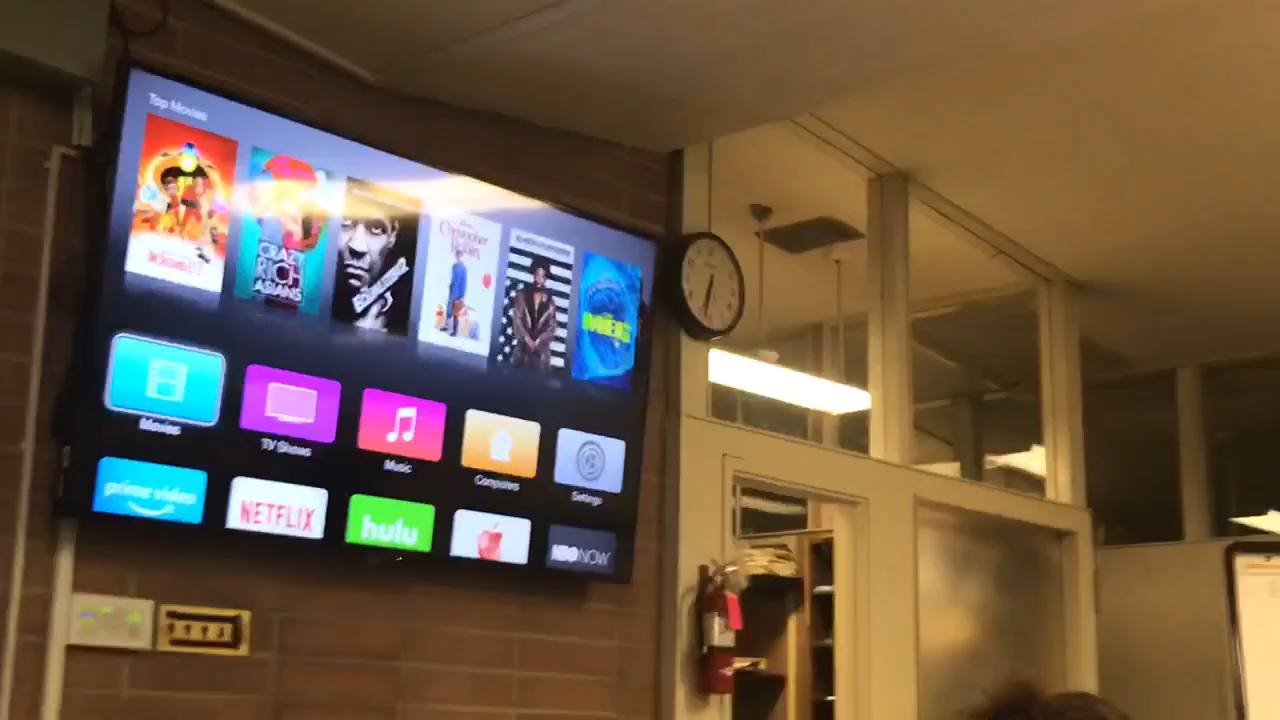 Top Movies
CRAZY
RICH
ASIANS
Christopher
Robin
MEG
Movies
TV Shows
Music
Computers
Settings
prime video
NETFLIX
hulu
HBO NOW